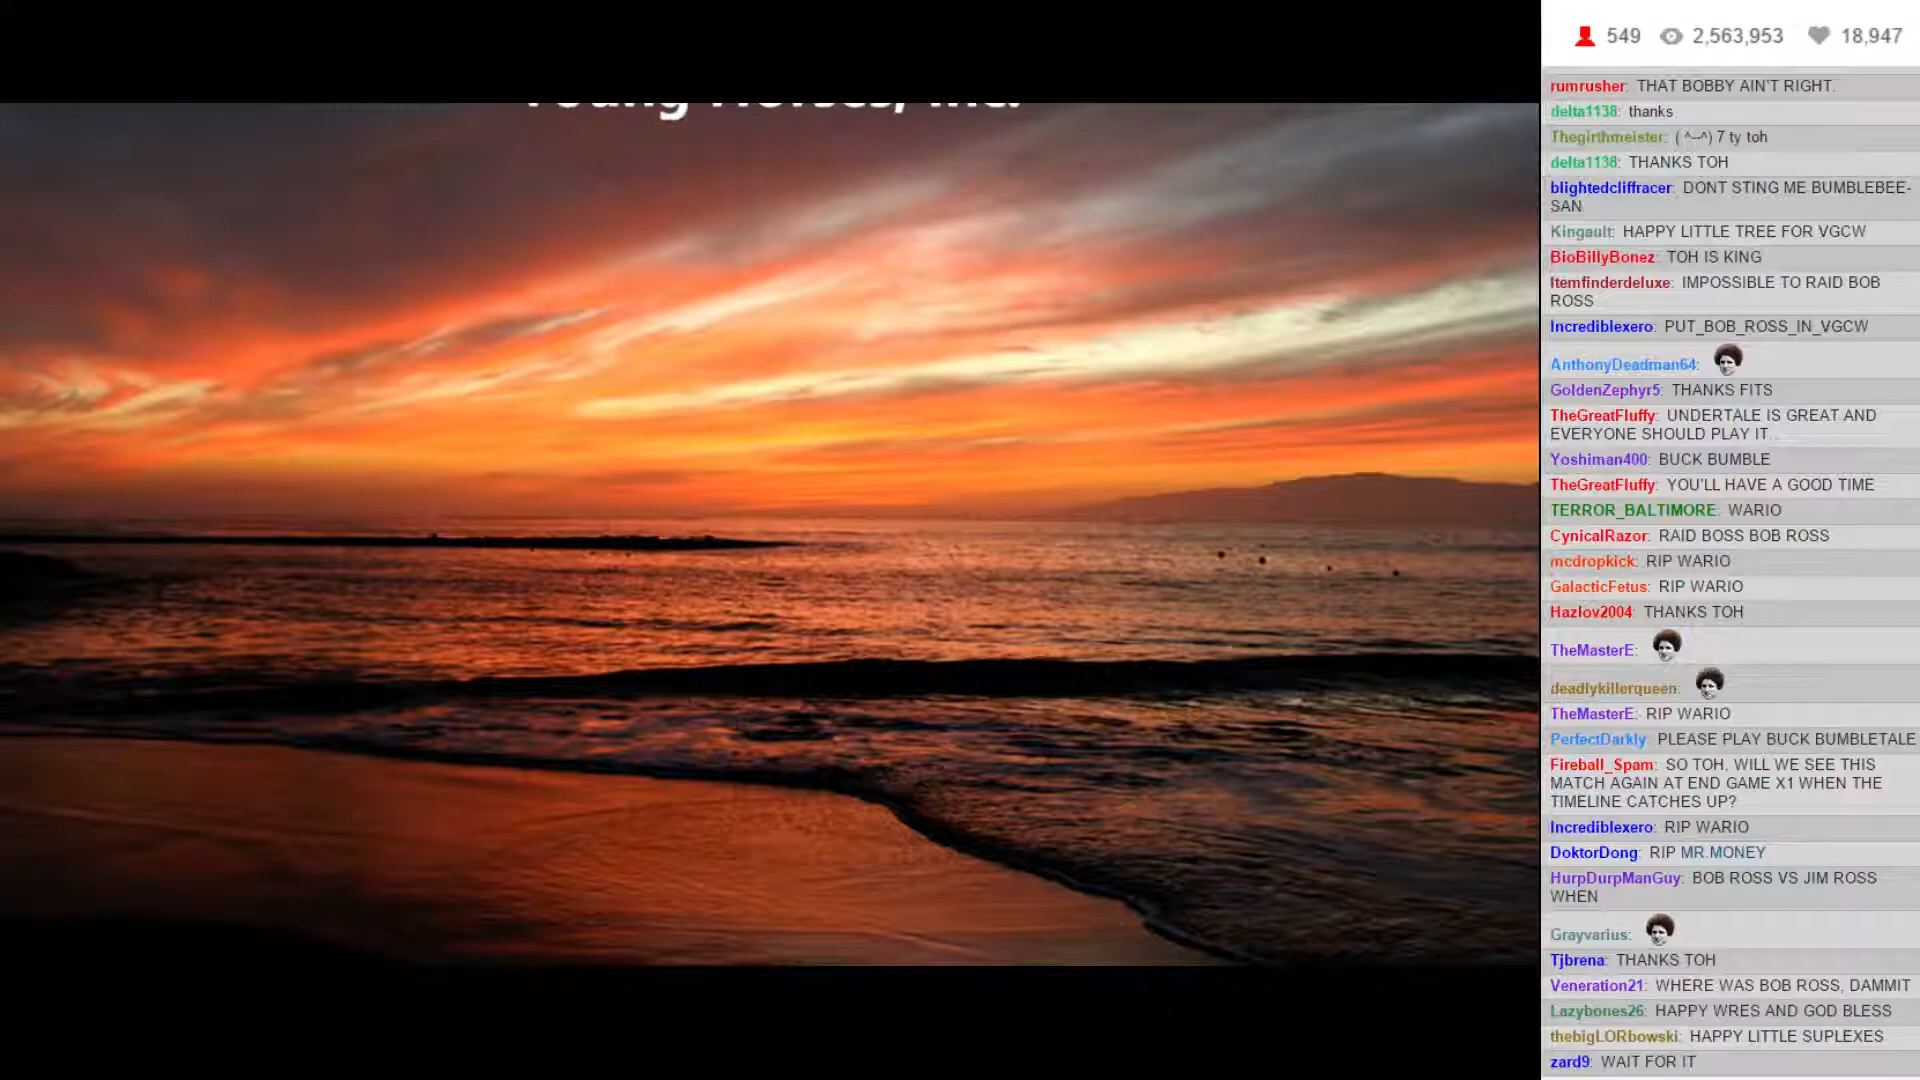 Young Horses, Inc.
549 2,563,953 18,947
rumrusher: THAT BOBBY AIN'T RIGHT.
delta1138: thanks
Thegirthmeister: ( ^--^) 7 ty toh
delta1138: THANKS TOH
blightedcliffracer: DONT STING ME BUMBLEBEE-
SAN
Kingault: HAPPY LITTLE TREE FOR VGCW
BioBillyBonez: TOH IS KING
Itemfinderdeluxe: IMPOSSIBLE TO RAID BOB
ROSS
Incrediblexero: PUT_BOB_ROSS_IN_VGCW
AnthonyDeadman64:
GoldenZephyr5: THANKS FITS
TheGreatFluffy: UNDERTALE IS GREAT AND
EVERYONE SHOULD PLAY IT..
Yoshiman400: BUCK BUMBLE
TheGreatFluffy: YOU'LL HAVE A GOOD TIME
TERROR_BALTIMORE: WARIO
CynicalRazor: RAID BOSS BOB ROSS
mcdropkick: RIP WARIO
GalacticFetus: RIP WARIO
Hazlov2004: THANKS TOH
TheMasterE:
deadlykillerqueen:
TheMasterE: RIP WARIO
PerfectDarkly: PLEASE PLAY BUCK BUMBLETALE
Fireball_Spam: SO TOH, WILL WE SEE THIS
MATCH AGAIN AT END GAME X1 WHEN THE
TIMELINE CATCHES UP?
Incrediblexero: RIP WARIO
DoktorDong: RIP MR.MONEY
HurpDurpManGuy: BOB ROSS VS JIM ROSS
WHEN
Grayvarius:
Tjbrena: THANKS TOH
Veneration21: WHERE WAS BOB ROSS, DAMMIT
Lazybones26: HAPPY WRES AND GOD BLESS
thebigLORbowski: HAPPY LITTLE SUPLEXES
zard9: WAIT FOR IT